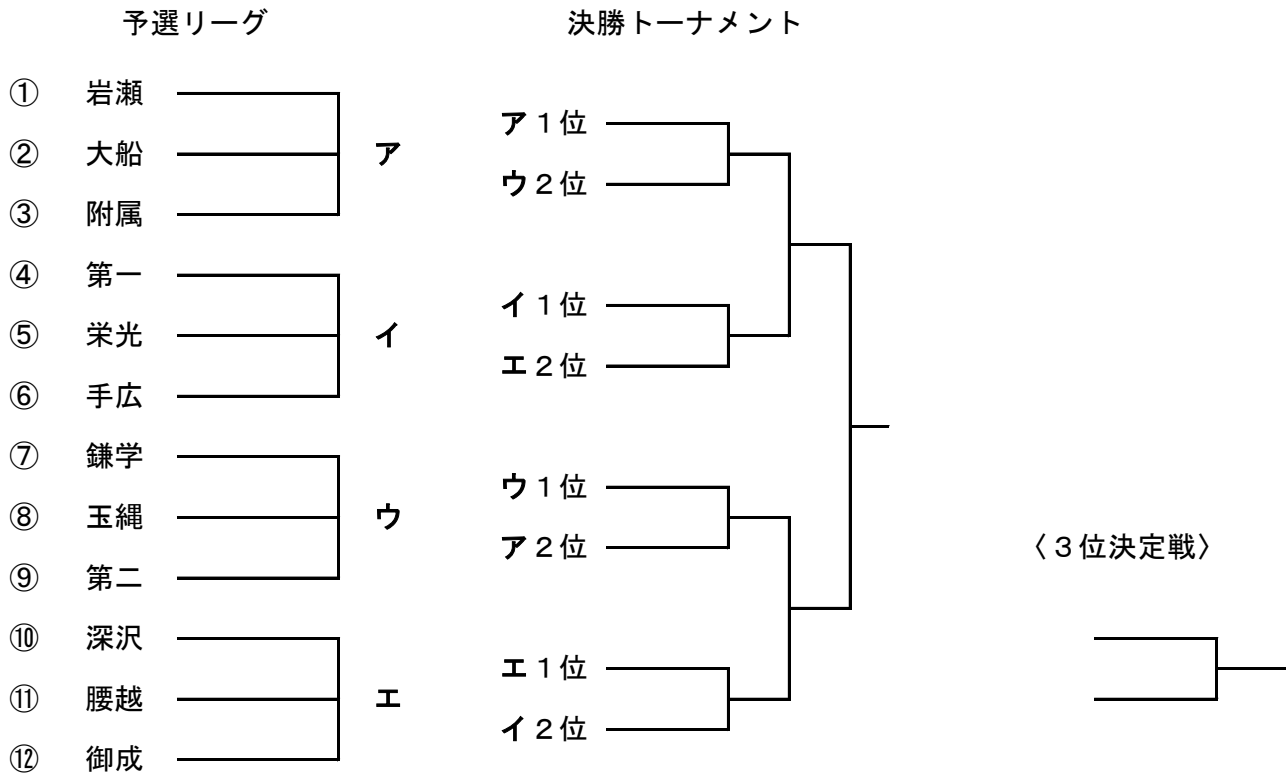 予選リーグ 決勝トーナメント
① 岩瀬
ア１位
② 大船 ア
ウ２位
③ 附属
④ 第一
イ１位
⑤ 栄光 イ
エ２位
⑥ 手広
⑦ 鎌学
ウ１位
⑧ 玉縄 ウ
ア２位 〈３位決定戦〉
⑨ 第二
⑩ 深沢
エ１位
⑪ 腰越 エ
イ２位
⑫ 御成